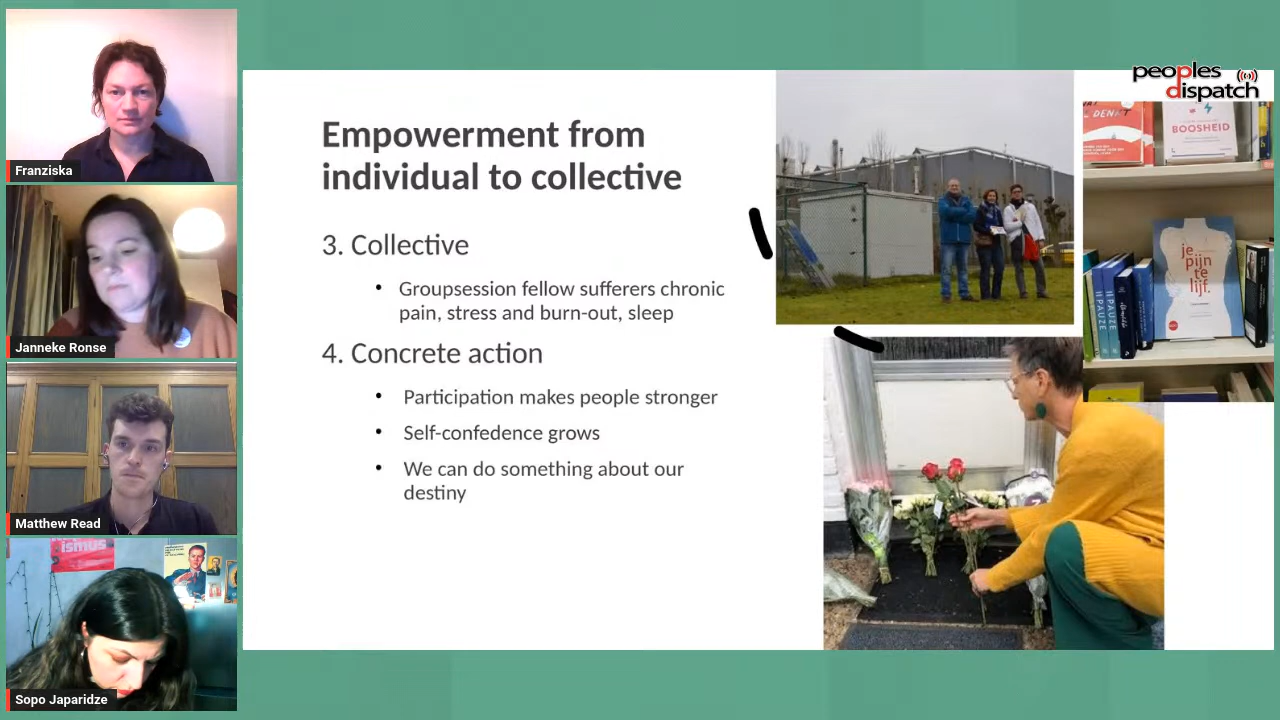 Franziska
Janneke Ronse
Matthew Read
ismus
Sopo Japaridze
Empowerment from
individual to collective
3. Collective
• Groupsession fellow sufferers chronic
pain, stress and burn-out, sleep
4. Concrete action
• Participation makes people stronger
• Self-confedence grows
• We can do something about our
destiny
peoples
dispatch
DENKT
BOOSHEID
je
pijn
te
lijf.
PAUZE
PAUZE